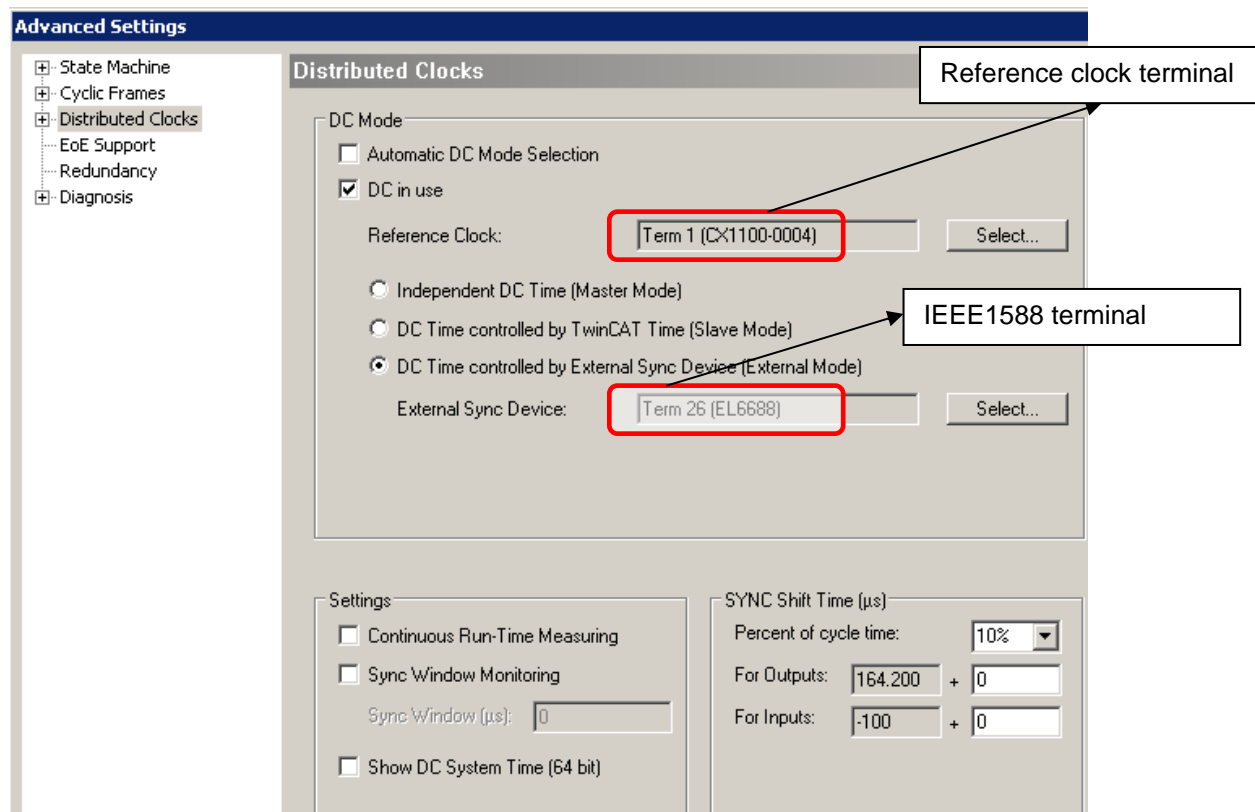 Advanced Settings
State Machine
Cyclic Frames
Distributed Clocks
EoE Support
Redundancy
Diagnosis
Distributed Clocks
Reference clock terminal
DC Mode
Automatic DC Mode Selection
DC in use
Reference Clock:
Term 1 (CX1100-0004)
Select...
Independent DC Time (Master Mode)
IEEE1588 terminal
DC Time controlled by TwinCAT Time (Slave Mode)
DC Time controlled by External Sync Device (External Mode)
External Sync Device:
Term 26 (EL6688)
Select...
Settings
Continuous Run-Time Measuring
Sync Window Monitoring
Sync Window (µs): 0
Show DC System Time (64 bit)
SYNC Shift Time (µs)
Percent of cycle time: 10%
For Outputs: 164.200 + 0
For Inputs: -100 + 0